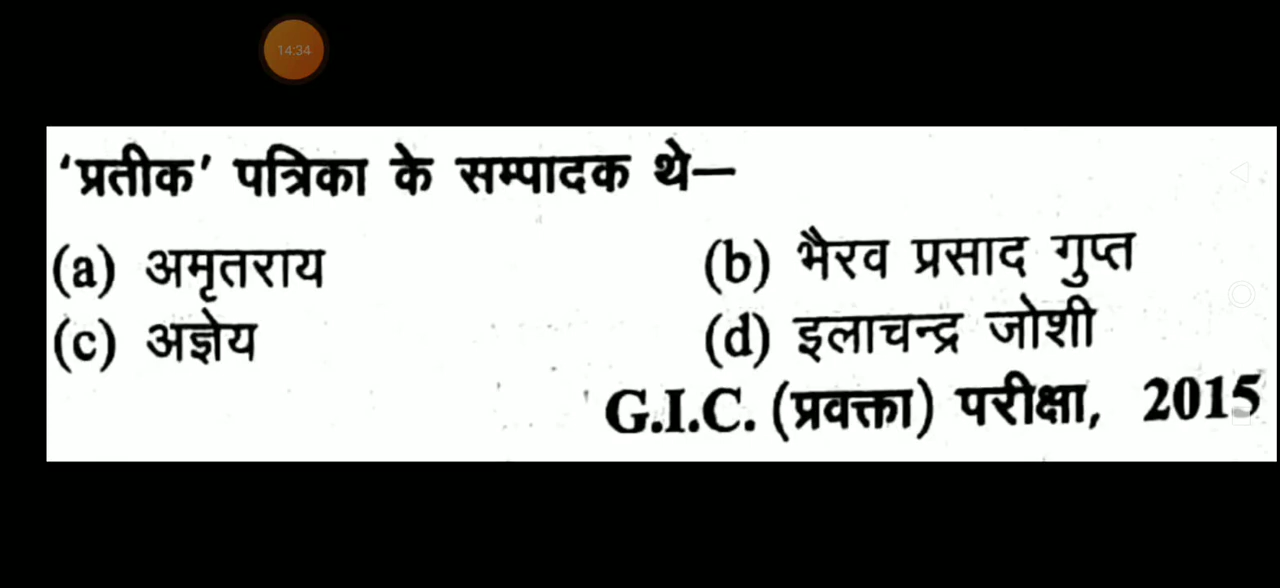 14:34
‘प्रतीक’ पत्रिका के सम्पादक थे—
(a) अमृतराय (b) भैरव प्रसाद गुप्त
(c) अज्ञेय (d) इलाचन्द्र जोशी
G.I.C. (प्रवक्ता) परीक्षा, 2015